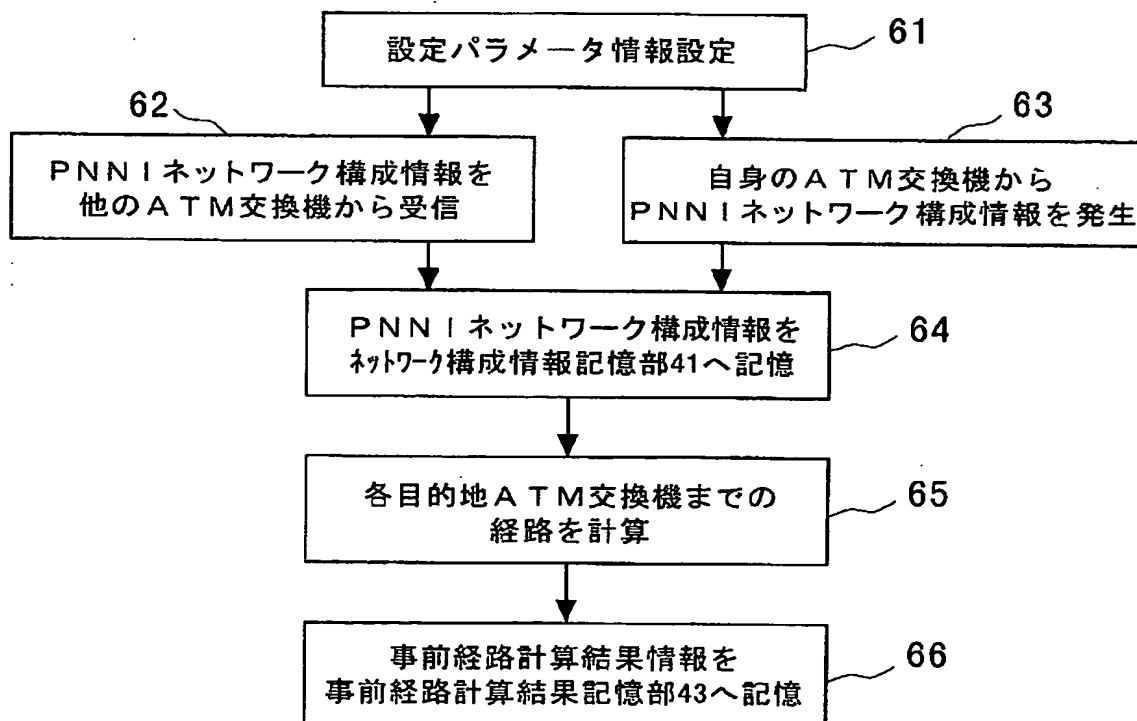 設定パラメータ情報設定
61
62
63
PNNIネットワーク構成情報を
他のATM交換機から受信
自身のATM交換機から
PNNIネットワーク構成情報を発生
PNNIネットワーク構成情報を
ネットワーク構成情報記憶部41へ記憶
64
各目的地ATM交換機までの
経路を計算
65
事前経路計算結果情報を
事前経路計算結果記憶部43へ記憶
66